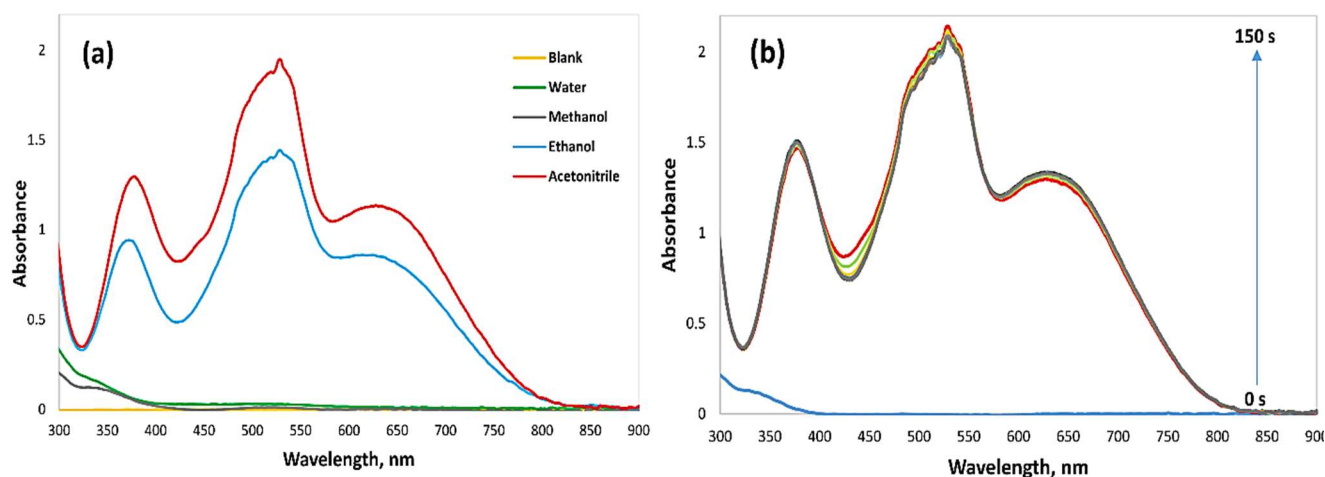 (a)
Blank
Water
Methanol
Ethanol
Acetonitrile
2
1.5
1
0.5
0
Absorbance
300 350 400 450 500 550 600 650 700 750 800 850 900
Wavelength, nm
(b)
150 s
0 s
2
1.5
1
0.5
0
Absorbance
300 350 400 450 500 550 600 650 700 750 800 850 900
Wavelength, nm